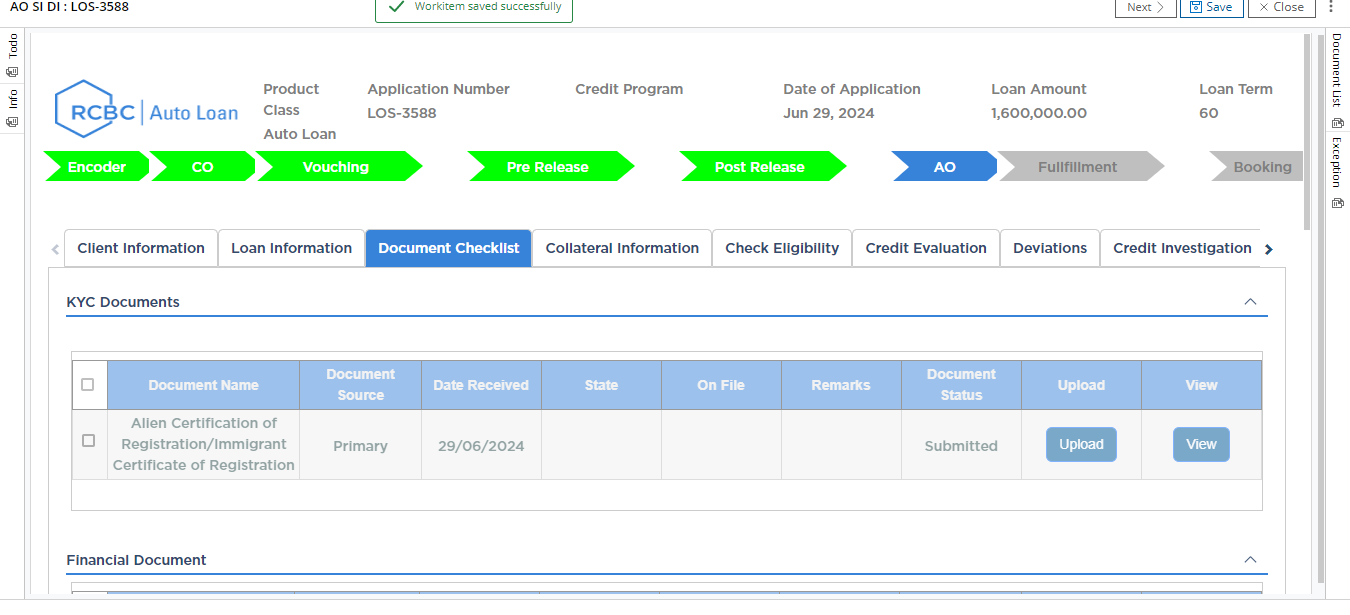 AO SI DI : LOS-3588
Workitem saved successfully
Next
Save
Close
Todo
Info
Document List
Exception
RCBC | Auto Loan
Product Class
Auto Loan
Application Number
LOS-3588
Credit Program
Date of Application
Jun 29, 2024
Loan Amount
1,600,000.00
Loan Term
60
Encoder
CO
Vouching
Pre Release
Post Release
AO
Fullfillment
Booking
Client Information
Loan Information
Document Checklist
Collateral Information
Check Eligibility
Credit Evaluation
Deviations
Credit Investigation
KYC Documents
Document Name
Document Source
Date Received
State
On File
Remarks
Document Status
Upload
View
Alien Certification of
Registration/Immigrant
Certificate of Registration
Primary
29/06/2024
Submitted
Upload
View
Financial Document